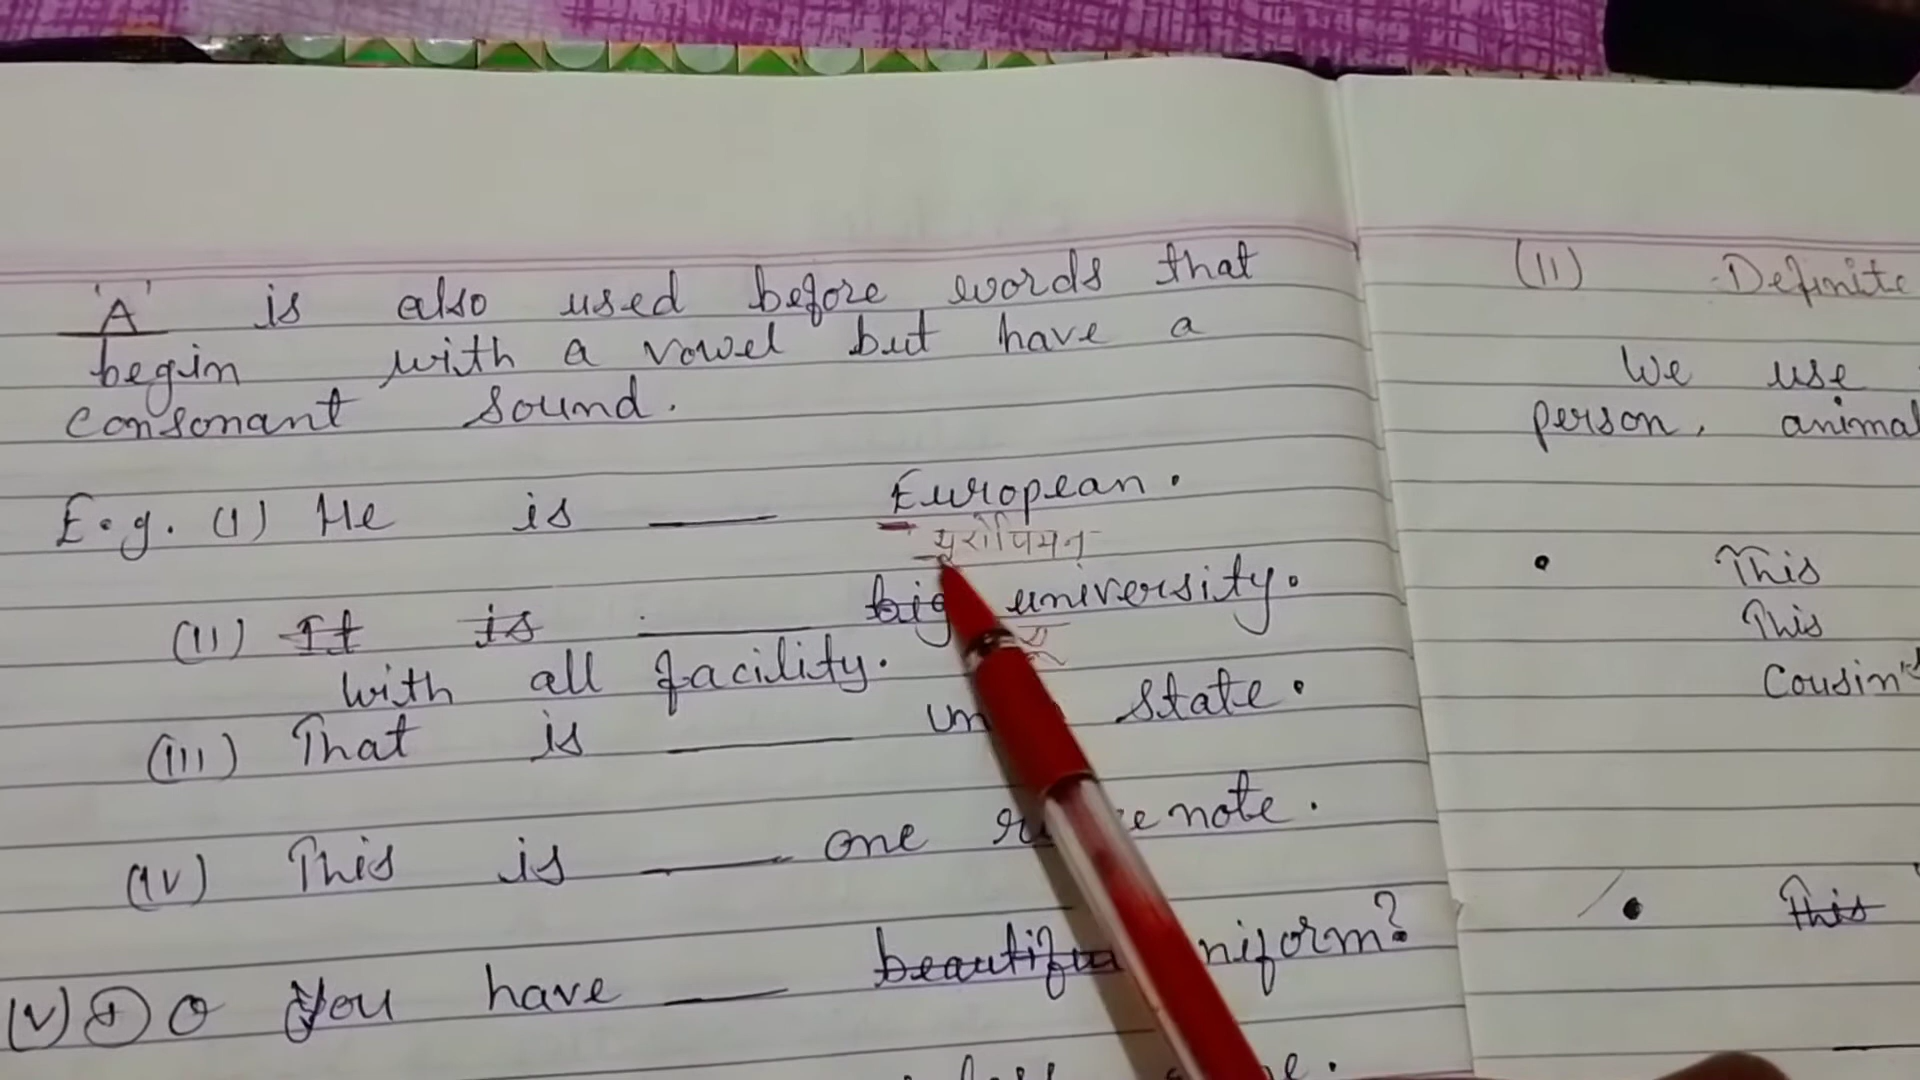 'A' is also used before words that
begin with a vowel but have a
consonant sound.
E.g. (I) He is ___ European.
यूरोपियन
(II) It is ___ big university.
यू
with all facility.
(III) That is ___ state.
(IV) This is ___ one note.
(V) Do you have ___ beautiful niform?
(II) Definite
We use
person, animal
• This
This
Cousin's
• This